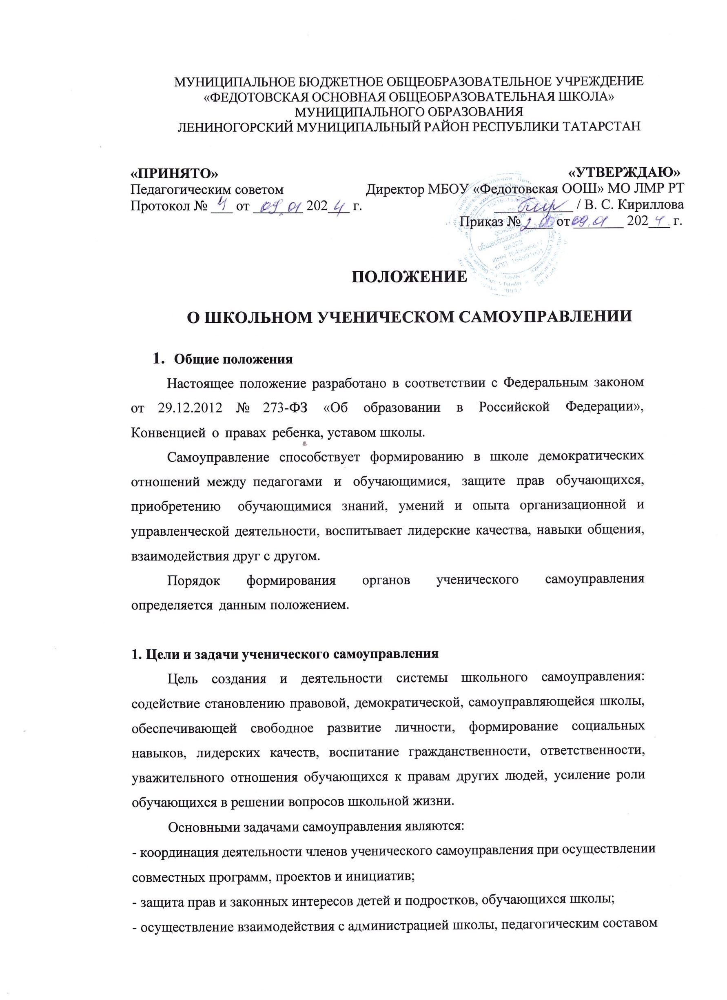 МУНИЦИПАЛЬНОЕ БЮДЖЕТНОЕ ОБЩЕОБРАЗОВАТЕЛЬНОЕ УЧРЕЖДЕНИЕ
«ФЕДОТОВСКАЯ ОСНОВНАЯ ОБЩЕОБРАЗОВАТЕЛЬНАЯ ШКОЛА»
МУНИЦИПАЛЬНОГО ОБРАЗОВАНИЯ
ЛЕНИНОГОРСКИЙ МУНИЦИПАЛЬНЫЙ РАЙОН РЕСПУБЛИКИ ТАТАРСТАН
«ПРИНЯТО» «УТВЕРЖДАЮ»
Педагогическим советом Директор МБОУ «Федотовская ООШ» МО ЛМР РТ
Протокол № 4 от 09.01 2024 г. / В. С. Кириллова
Приказ № 2 от 09.01 2024 г.
основная
общеобразовательная
школа
ИНН
КПП 164901001
ПОЛОЖЕНИЕ
О ШКОЛЬНОМ УЧЕНИЧЕСКОМ САМОУПРАВЛЕНИИ
1. Общие положения
Настоящее положение разработано в соответствии с Федеральным законом
от 29.12.2012 № 273-ФЗ «Об образовании в Российской Федерации»,
Конвенцией о правах ребенка, уставом школы.
Самоуправление способствует формированию в школе демократических
отношений между педагогами и обучающимися, защите прав обучающихся,
приобретению обучающимися знаний, умений и опыта организационной и
управленческой деятельности, воспитывает лидерские качества, навыки общения,
взаимодействия друг с другом.
Порядок формирования органов ученического самоуправления
определяется данным положением.
1. Цели и задачи ученического самоуправления
Цель создания и деятельности системы школьного самоуправления:
содействие становлению правовой, демократической, самоуправляющейся школы,
обеспечивающей свободное развитие личности, формирование социальных
навыков, лидерских качеств, воспитание гражданственности, ответственности,
уважительного отношения обучающихся к правам других людей, усиление роли
обучающихся в решении вопросов школьной жизни.
Основными задачами самоуправления являются:
- координация деятельности членов ученического самоуправления при осуществлении
совместных программ, проектов и инициатив;
- защита прав и законных интересов детей и подростков, обучающихся школы;
- осуществление взаимодействия с администрацией школы, педагогическим составом